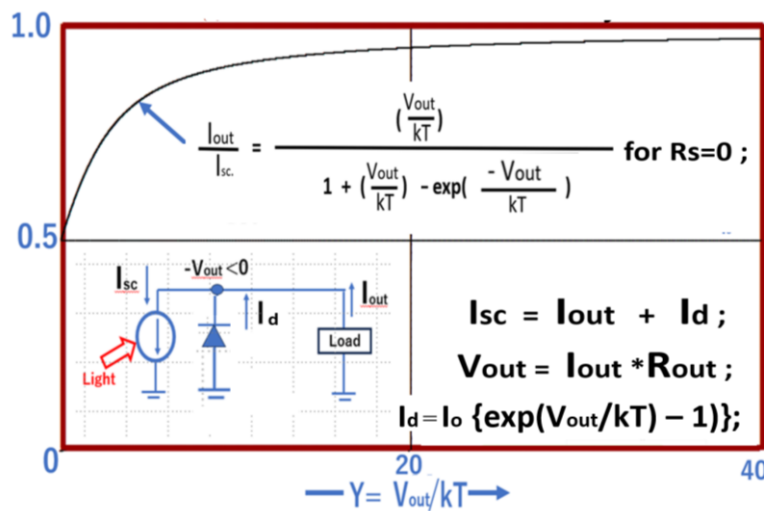 1.0
Iout / Isc. = (Vout/kT) / 1 + (Vout/kT) - exp( - Vout/kT ) for Rs=0 ;
0.5
Isc -Vout <0 Iout
Id
Load
Light
Isc = Iout + Id ;
Vout = Iout *Rout ;
Id = Io {exp(Vout/kT) – 1)};
0 20 40
Y= Vout/kT